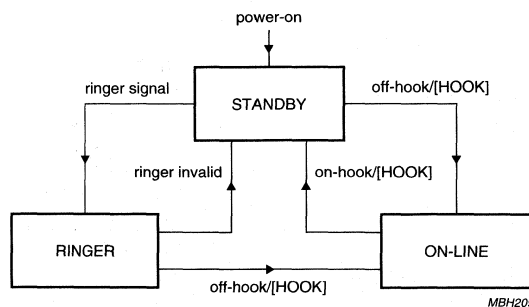 power-on
ringer signal
STANDBY
off-hook/[HOOK]
ringer invalid
on-hook/[HOOK]
RINGER
ON-LINE
off-hook/[HOOK]